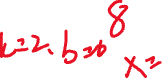 k=2.b=6
8
x=